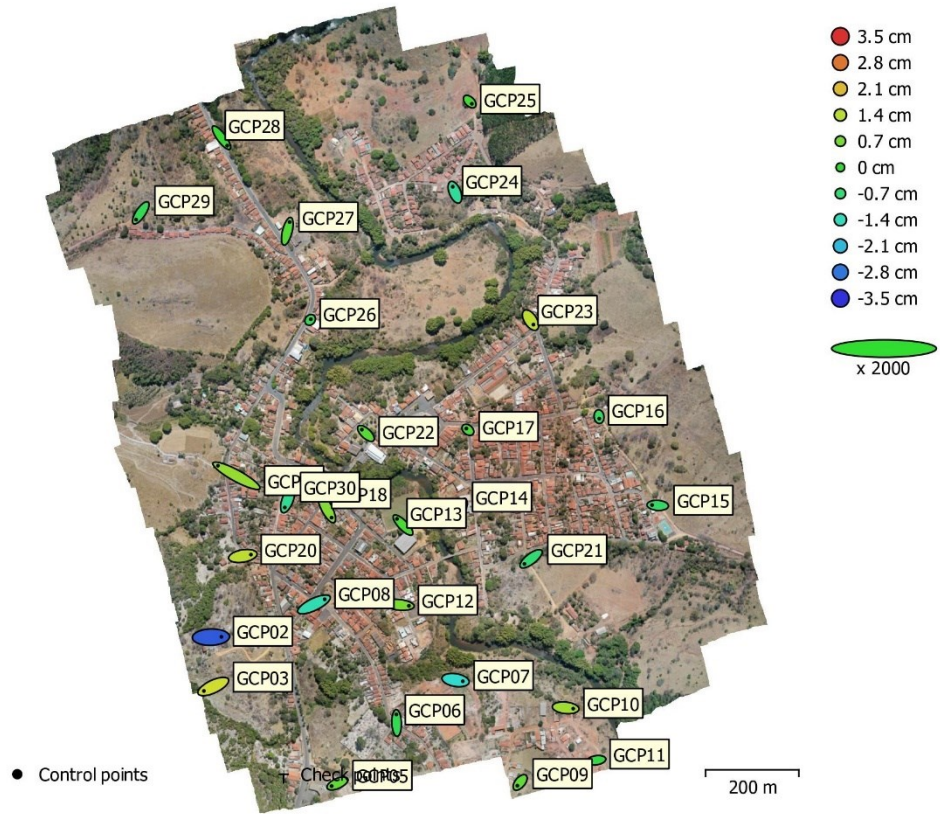 3.5 cm
2.8 cm
2.1 cm
1.4 cm
0.7 cm
0 cm
-0.7 cm
-1.4 cm
-2.1 cm
-2.8 cm
-3.5 cm
x 2000
GCP25
GCP28
GCP24
GCP29
GCP27
GCP26
GCP23
GCP16
GCP22
GCP17
GCP30
GCP14
GCP15
GCP13
GCP20
GCP21
GCP08
GCP12
GCP02
GCP03
GCP07
GCP06
GCP10
GCP11
Control points
Check points
GCP05
GCP09
200 m